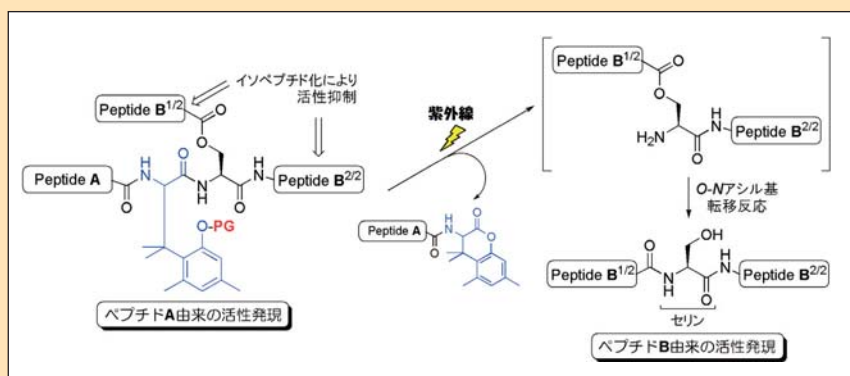 イソペプチド化により
活性抑制
Peptide B1/2
O
O
O
Peptide A
O
H
N
N
H
O
HN
Peptide B2/2
O-PG
ペプチドA由来の活性発現
紫外線
Peptide A
O
H
N
O
O
Peptide B1/2
O
O
H2N
O
HN
Peptide B2/2
O-Nアシル基
転移反応
Peptide B1/2
O
N
H
OH
O
HN
Peptide B2/2
セリン
ペプチドB由来の活性発現